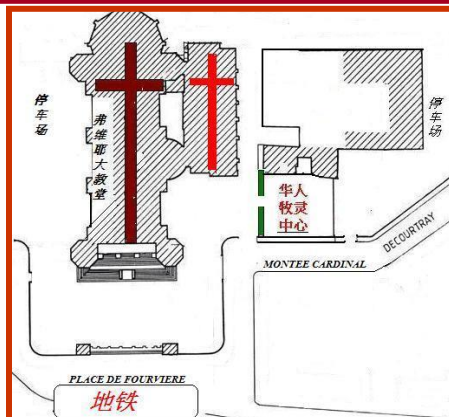 停车场
弗维耶大教堂
停车场
华人
牧灵
中心
DECOURTRAY
MONTEE CARDINAL
PLACE DE FOURVIERE
地铁